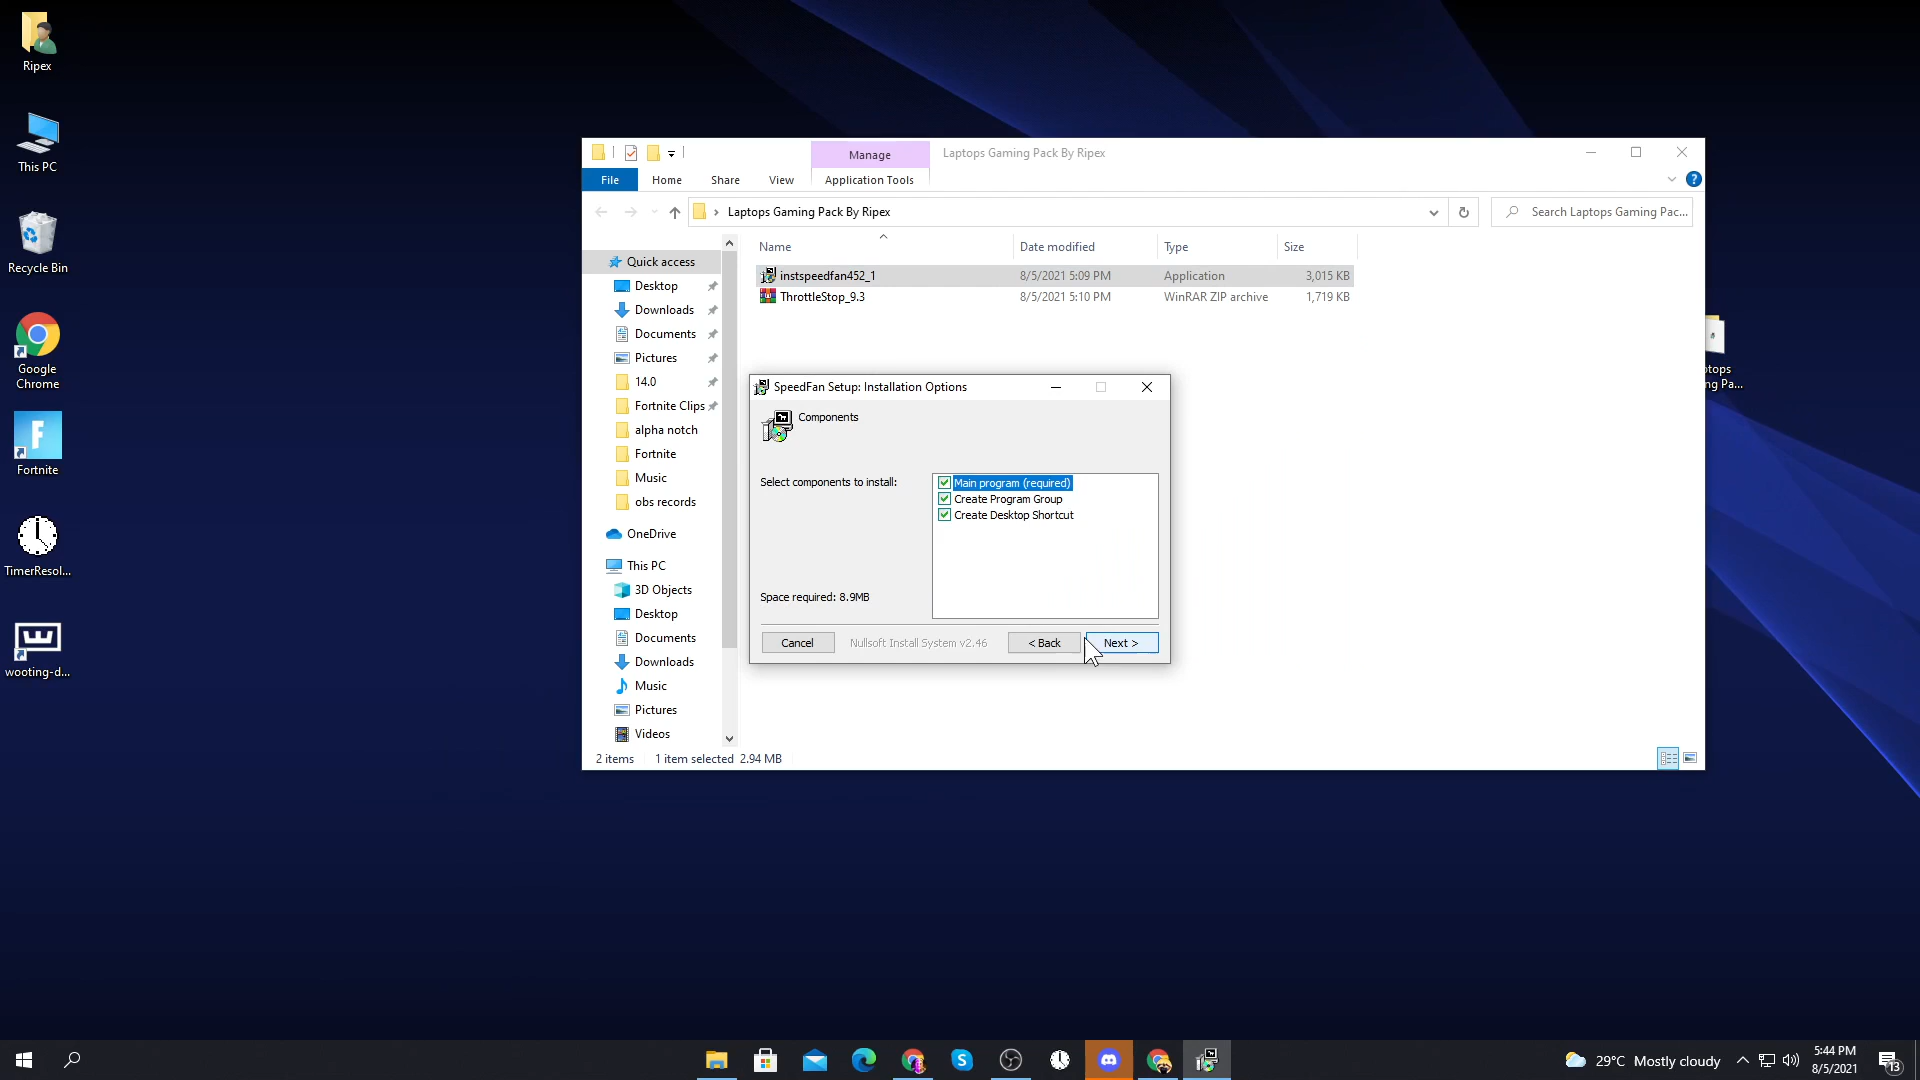 Ripex
This PC
Recycle Bin
Google
Chrome
Fortnite
TimerResol...
wooting-d...
Manage
Laptops Gaming Pack By Ripex
File
Home
Share
View
Application Tools
Laptops Gaming Pack By Ripex
Search Laptops Gaming Pac...
Name
Date modified
Type
Size
instspeedfan452_1
8/5/2021 5:09 PM
Application
3,015 KB
ThrottleStop_9.3
8/5/2021 5:10 PM
WinRAR ZIP archive
1,719 KB
Quick access
Desktop
Downloads
Documents
Pictures
14.0
Fortnite Clips
alpha notch
Fortnite
Music
obs records
OneDrive
This PC
3D Objects
Desktop
Documents
Downloads
Music
Pictures
Videos
2 items
1 item selected 2.94 MB
SpeedFan Setup: Installation Options
Components
Select components to install:
Main program (required)
Create Program Group
Create Desktop Shortcut
Space required: 8.9MB
Cancel
Nullsoft Install System v2.46
< Back
Next >
ptops
ng Pa...
29°C Mostly cloudy
5:44 PM
8/5/2021
13